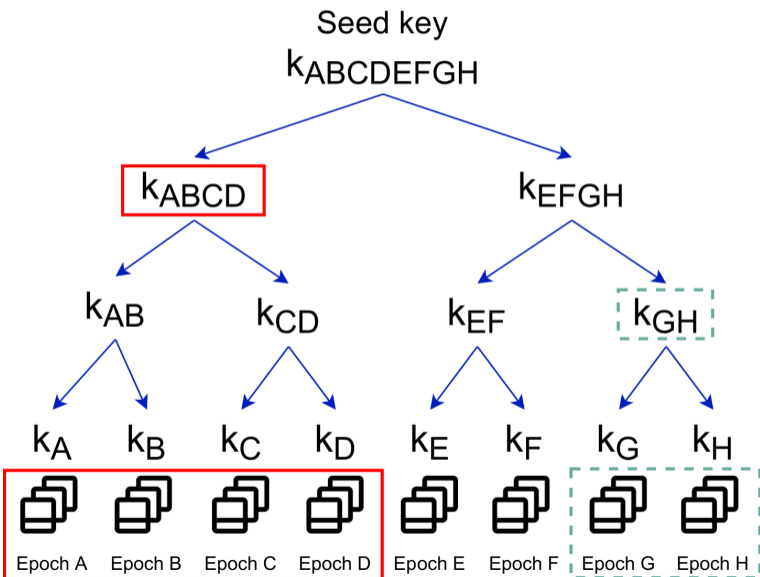 Seed key
kABCDEFGH
kABCD kEFGH
kAB kCD kEF kGH
kA kB kC kD kE kF kG kH
Epoch A Epoch B Epoch C Epoch D Epoch E Epoch F Epoch G Epoch H